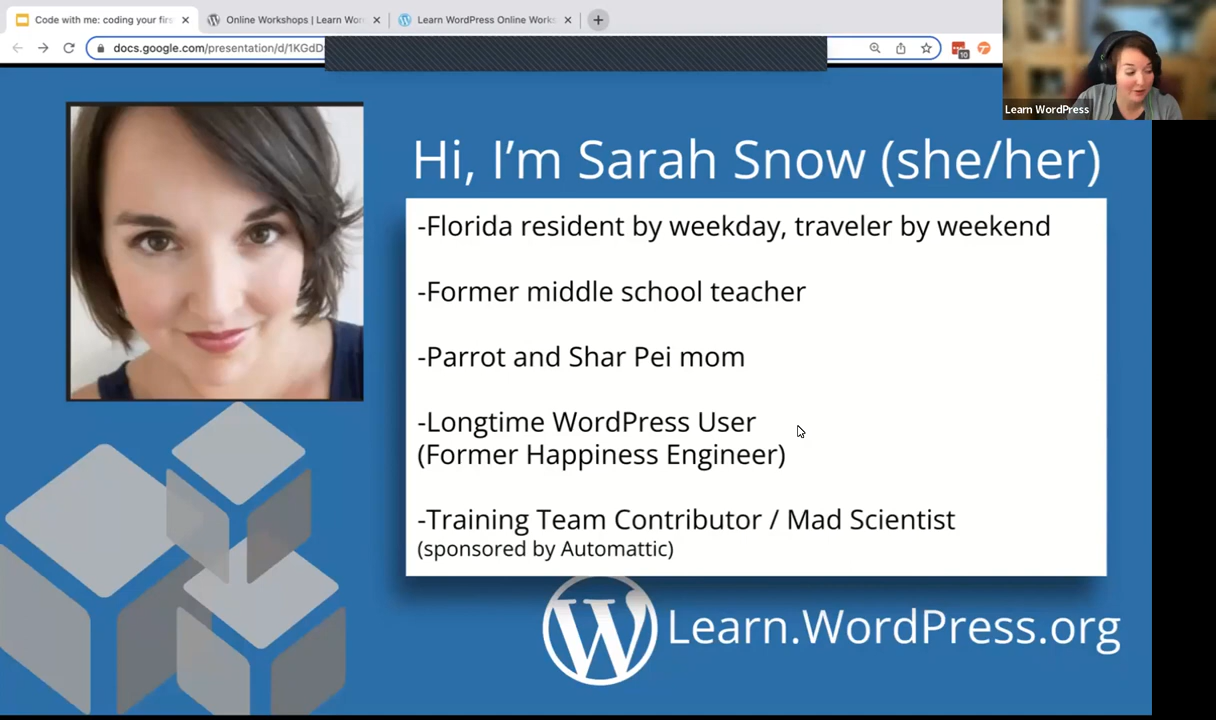 Code with me: coding your firs
Online Workshops | Learn Wor
Learn WordPress Online Works
docs.google.com/presentation/d/1KGdD
10
Learn WordPress
Hi, I'm Sarah Snow (she/her)
-Florida resident by weekday, traveler by weekend
-Former middle school teacher
-Parrot and Shar Pei mom
-Longtime WordPress User
(Former Happiness Engineer)
-Training Team Contributor / Mad Scientist
(sponsored by Automattic)
Learn.WordPress.org